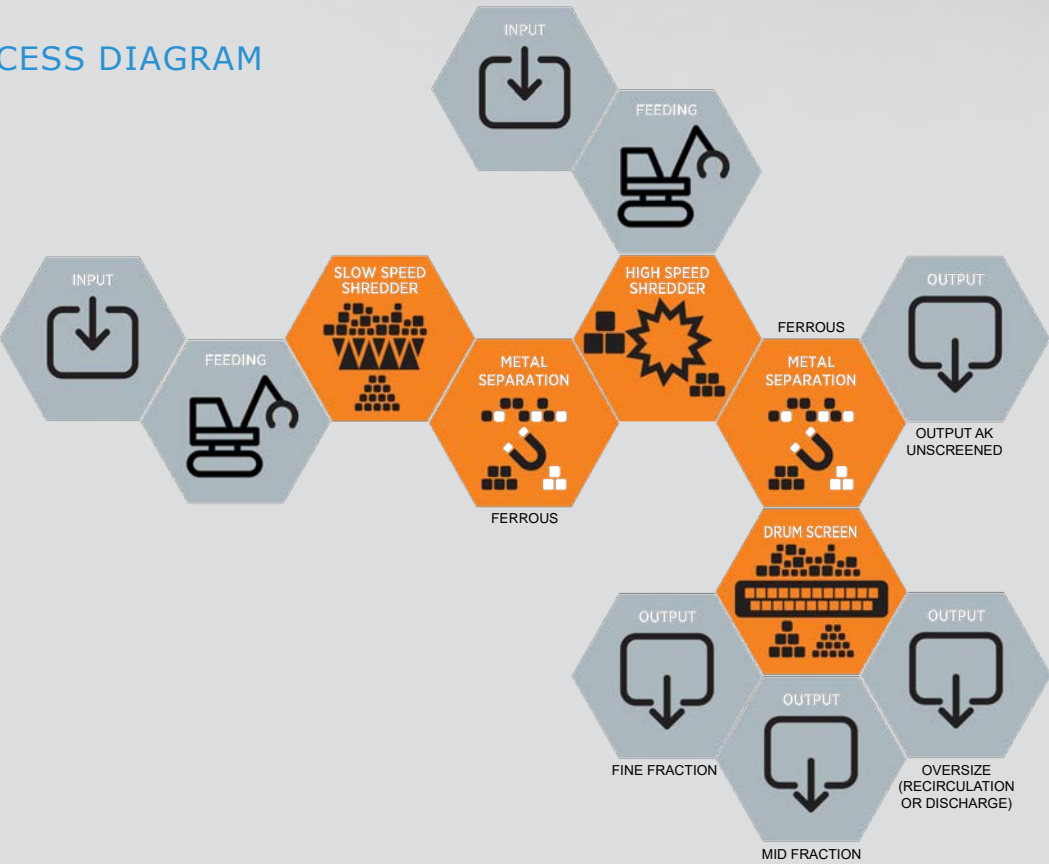 CESS DIAGRAM
INPUT
FEEDING
INPUT
FEEDING
SLOW SPEED
SHREDDER
METAL
SEPARATION
FERROUS
HIGH SPEED
SHREDDER
FERROUS
METAL
SEPARATION
OUTPUT
OUTPUT AK
UNSCREENED
DRUM SCREEN
OUTPUT
FINE FRACTION
OUTPUT
MID FRACTION
OUTPUT
OVERSIZE
(RECIRCULATION
OR DISCHARGE)